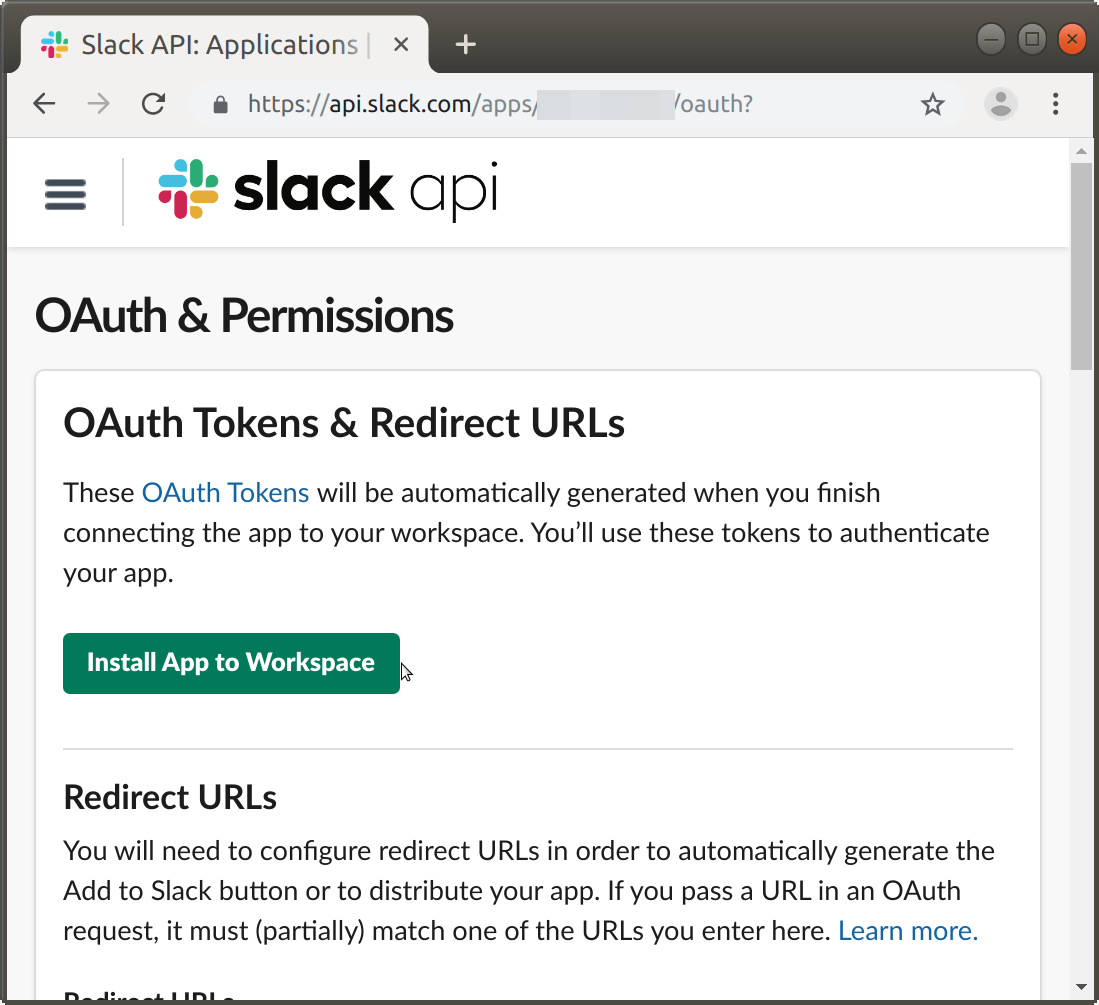 Slack API: Applications |
https://api.slack.com/apps/ /oauth?
slack api
OAuth & Permissions
OAuth Tokens & Redirect URLs
These OAuth Tokens will be automatically generated when you finish
connecting the app to your workspace. You’ll use these tokens to authenticate
your app.
Install App to Workspace
Redirect URLs
You will need to configure redirect URLs in order to automatically generate the
Add to Slack button or to distribute your app. If you pass a URL in an OAuth
request, it must (partially) match one of the URLs you enter here. Learn more.
Redirect URLs